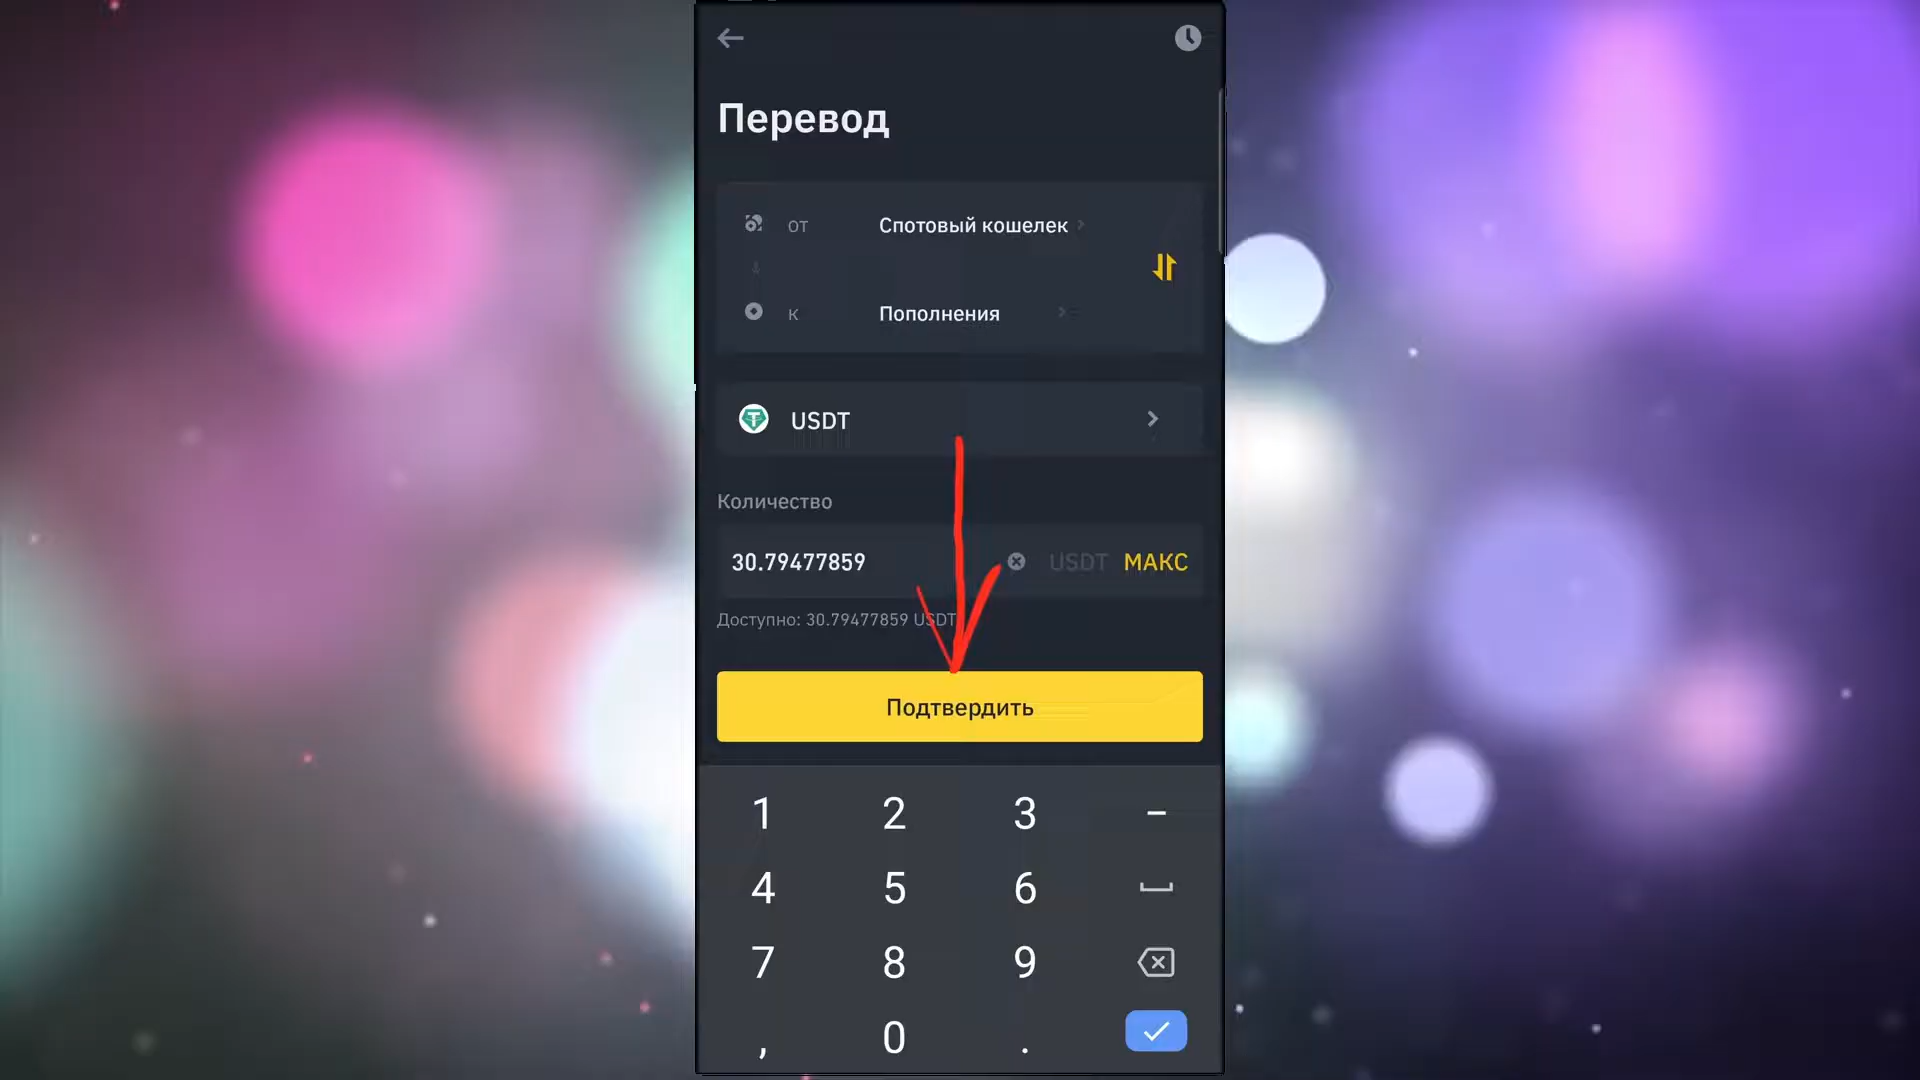 Перевод
от Спотовый кошелек
к Пополнения
USDT
Количество
30.79477859 USDT МАКС
Доступно: 30.79477859 USDT
Подтвердить
1 2 3 -
4 5 6
7 8 9
, 0 .